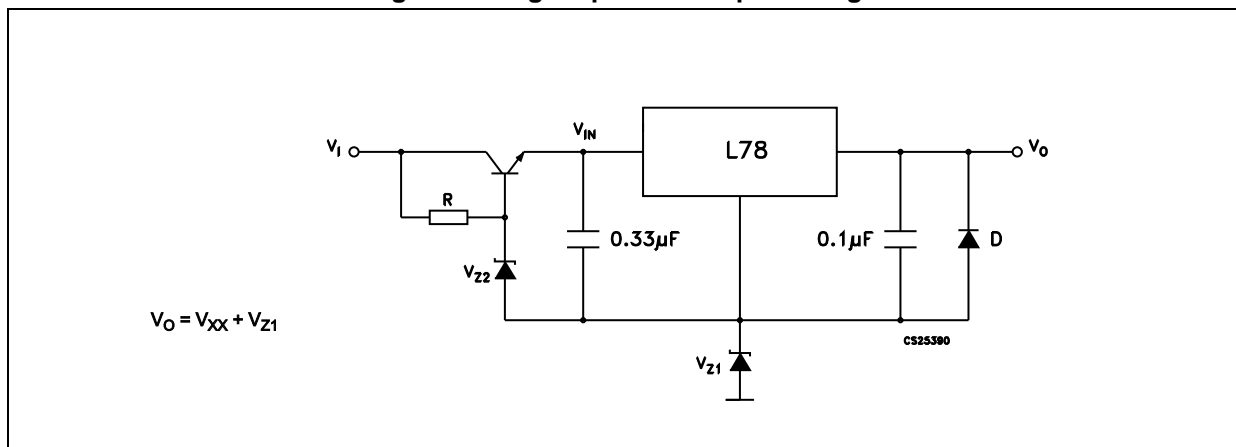 V_I
V_IN
L78
V_O
R
0.33µF
0.1µF
D
V_Z2
V_O = V_XX + V_Z1
CS25390
V_Z1